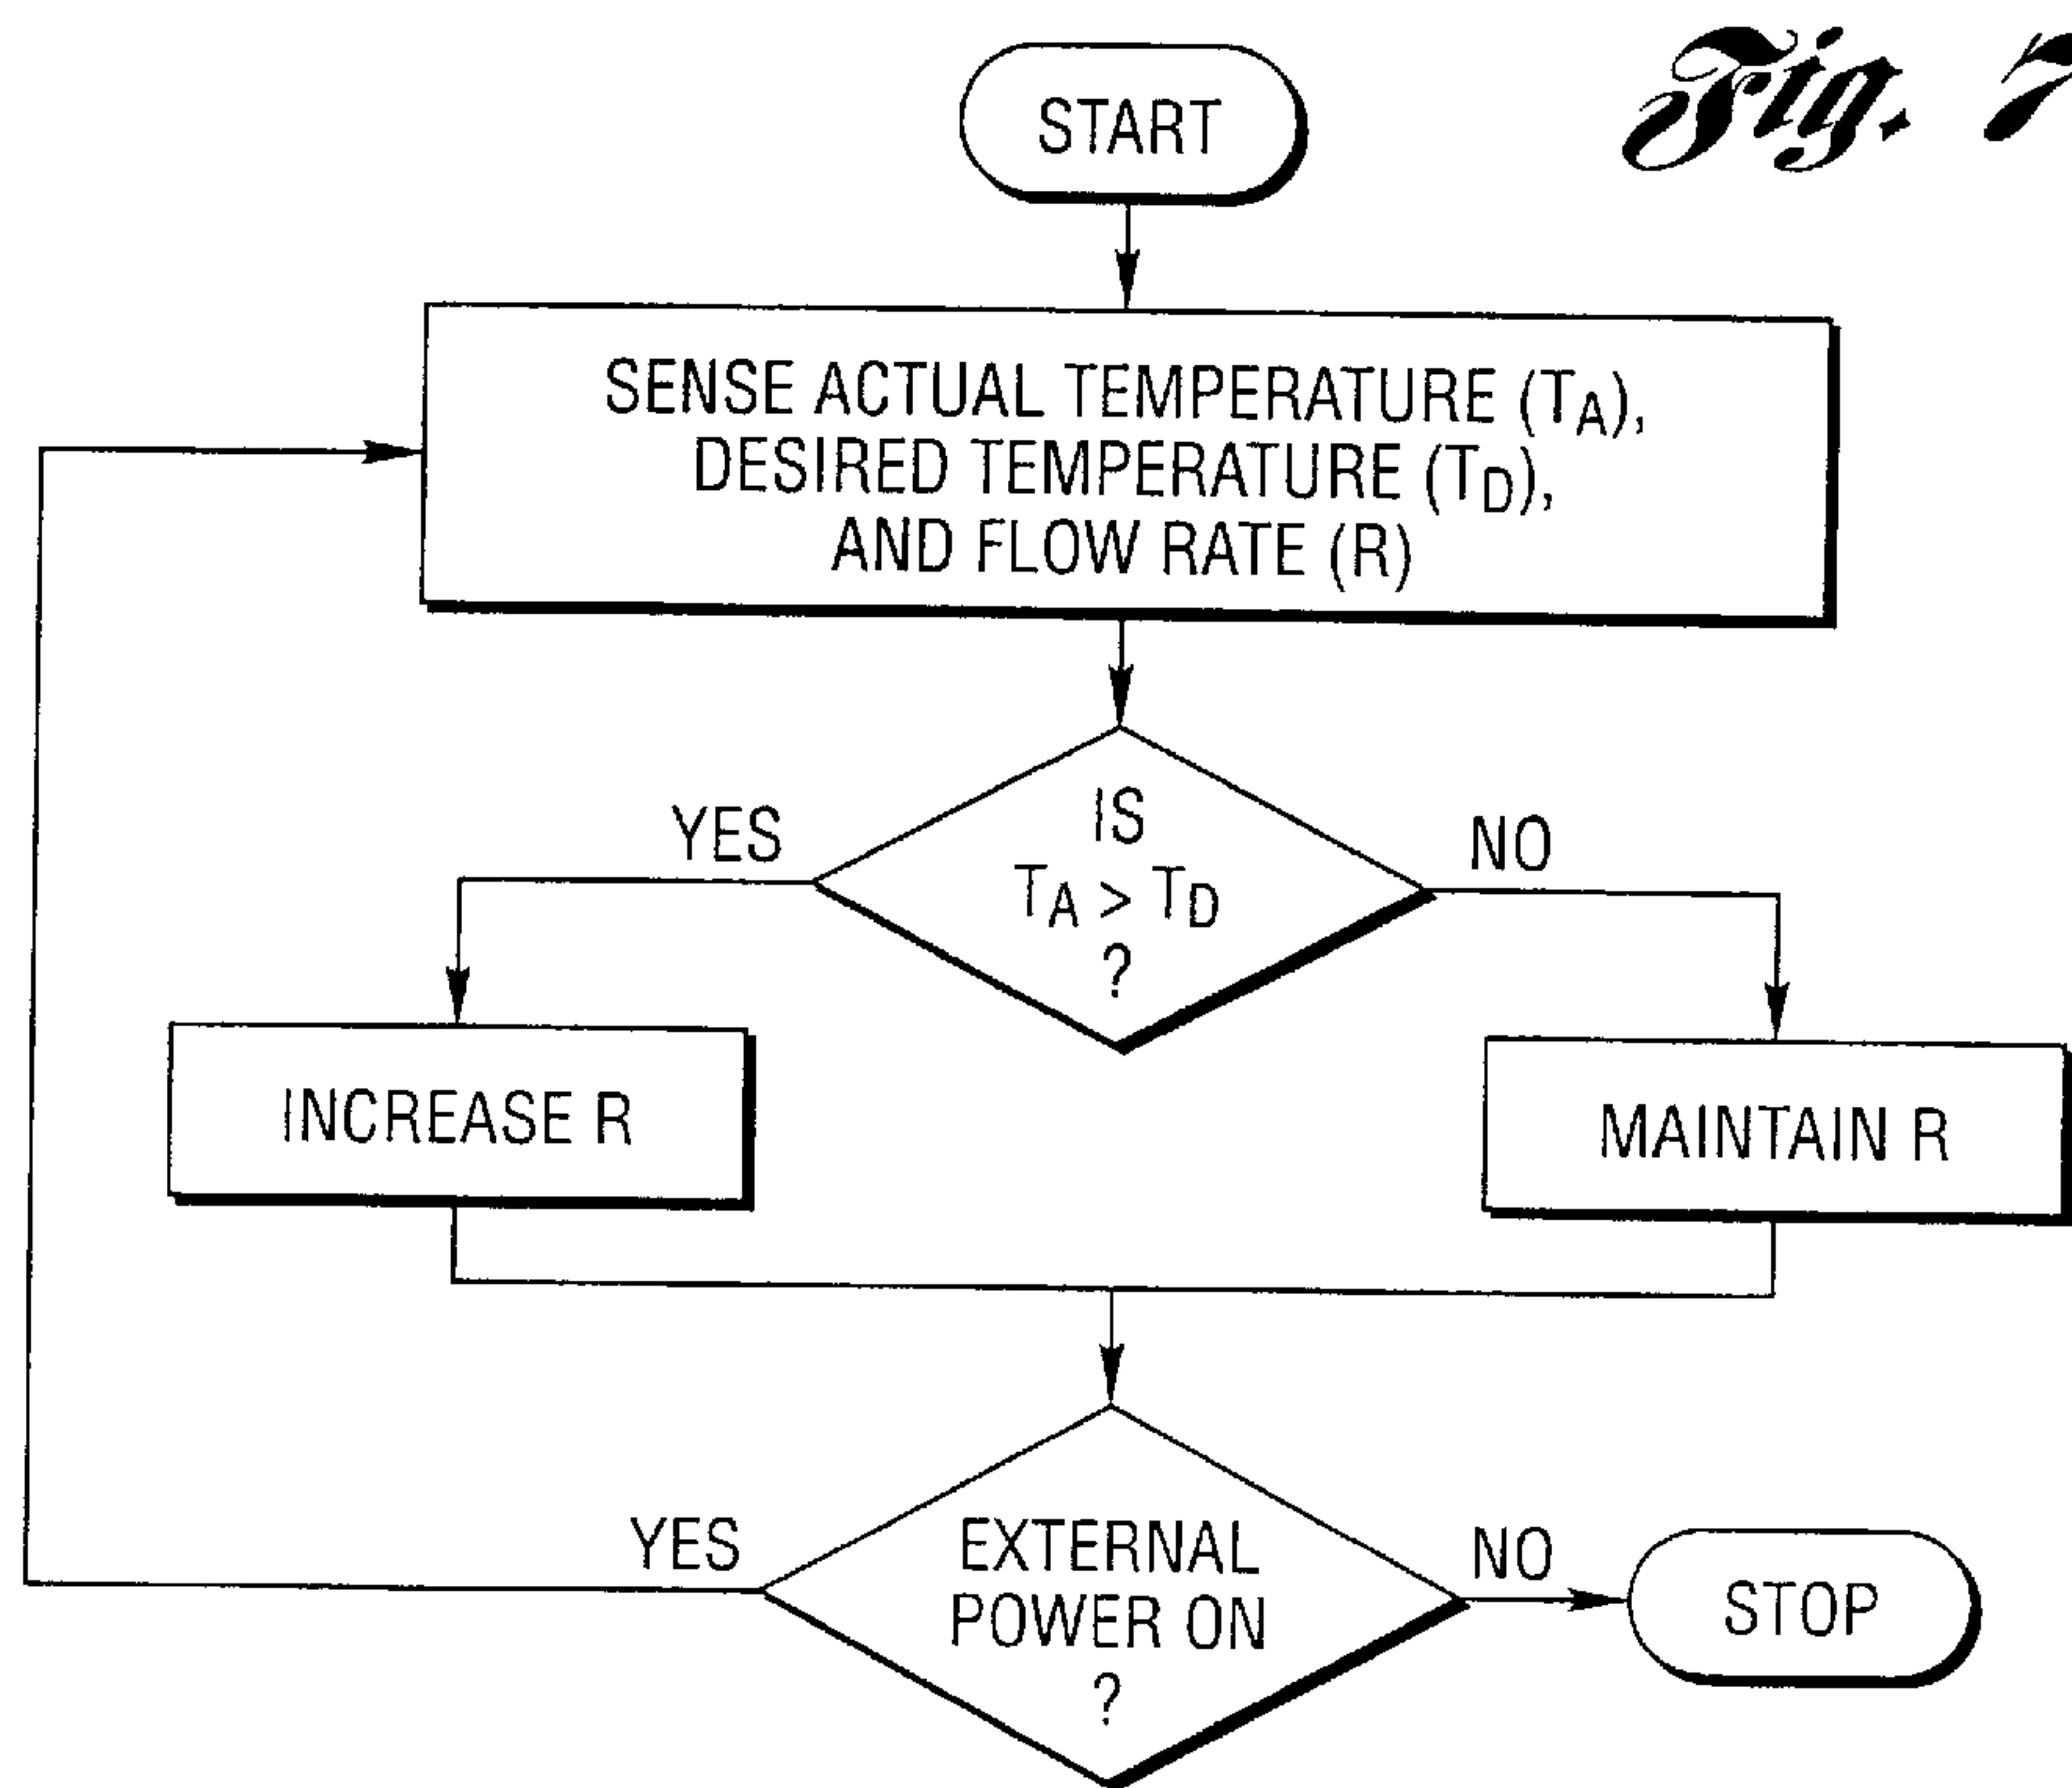 Fig. 7
START
SENSE ACTUAL TEMPERATURE (TA),
DESIRED TEMPERATURE (TD),
AND FLOW RATE (R)
YES
IS
TA > TD
?
NO
INCREASE R
MAINTAIN R
YES
EXTERNAL
POWER ON
?
NO
STOP